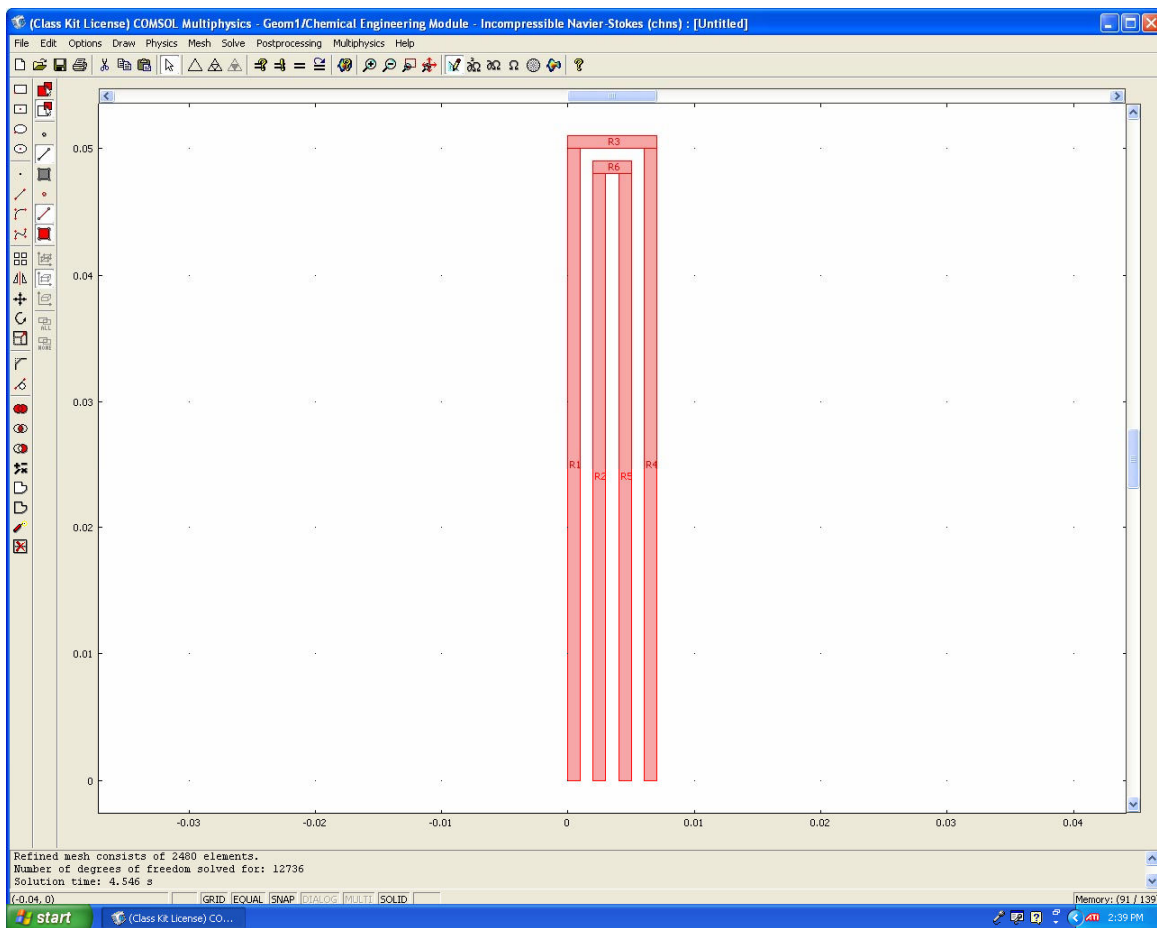 (Class Kit License) COMSOL Multiphysics - Geom1/Chemical Engineering Module - Incompressible Navier-Stokes (chns) : [Untitled]
File Edit Options Draw Physics Mesh Solve Postprocessing Multiphysics Help
R3
0.05
R6
0.04
0.03
R1 R2 R5 R4
0.02
0.01
0
-0.03 -0.02 -0.01 0 0.01 0.02 0.03 0.04
ALL
NONE
Refined mesh consists of 2480 elements.
Number of degrees of freedom solved for: 12736
Solution time: 4.546 s
(-0.04, 0) GRID EQUAL SNAP DIALOG MULTI SOLID Memory: (91 / 139)
start (Class Kit License) CO... ATI 2:39 PM